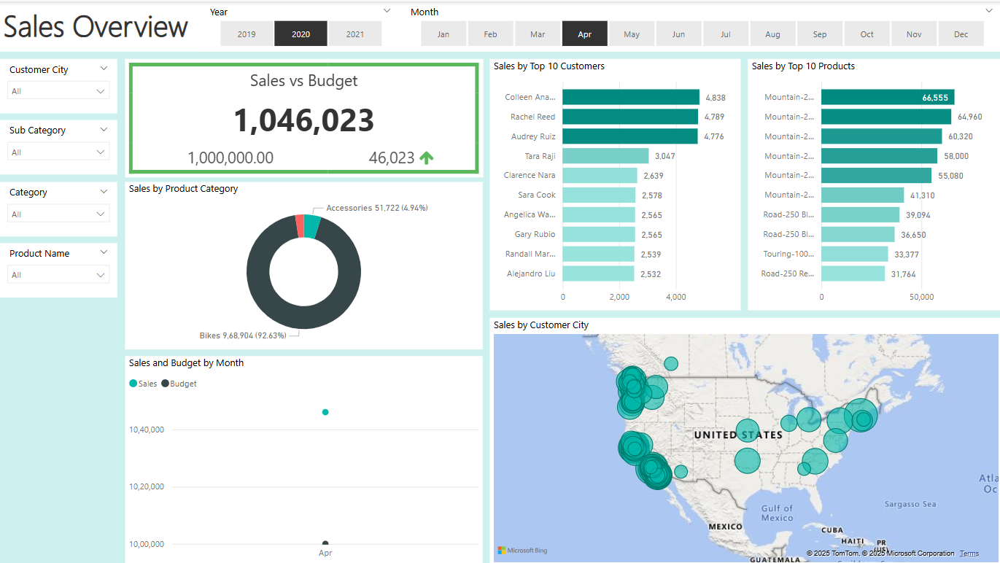 Sales Overview
Year
2019 2020 2021
Month
Jan Feb Mar Apr May Jun Jul Aug Sep Oct Nov Dec
Customer City
All
Sub Category
All
Category
All
Product Name
All
Sales vs Budget
1,046,023
1,000,000.00 46,023
Sales by Product Category
Accessories 51,722 (4.94%)
Bikes 9,68,904 (92.63%)
Sales and Budget by Month
Sales Budget
10,40,000
10,20,000
10,00,000
Apr
Sales by Top 10 Customers
Colleen Ana... 4,838
Rachel Reed 4,789
Audrey Ruiz 4,776
Tara Raji 3,047
Clarence Nara 2,639
Sara Cook 2,578
Angelica Wa... 2,565
Gary Rubio 2,565
Randall Mar... 2,539
Alejandro Liu 2,532
0 2,000 4,000
Sales by Top 10 Products
Mountain-2... 66,555
Mountain-2... 64,960
Mountain-2... 60,320
Mountain-2... 58,000
Mountain-2... 55,080
Mountain-2... 41,310
Road-250 Bl... 39,094
Road-250 Bl... 36,650
Touring-100... 33,377
Road-250 Re... 31,764
0 50,000
Sales by Customer City
UNITED STATES
Atla
Oc
Sargasso Sea
Gulf of
Mexico
MEXICO
CUBA
HAITI
PR
(US)
GUATEMALA
Microsoft Bing
© 2025 TomTom, © 2025 Microsoft Corporation Terms